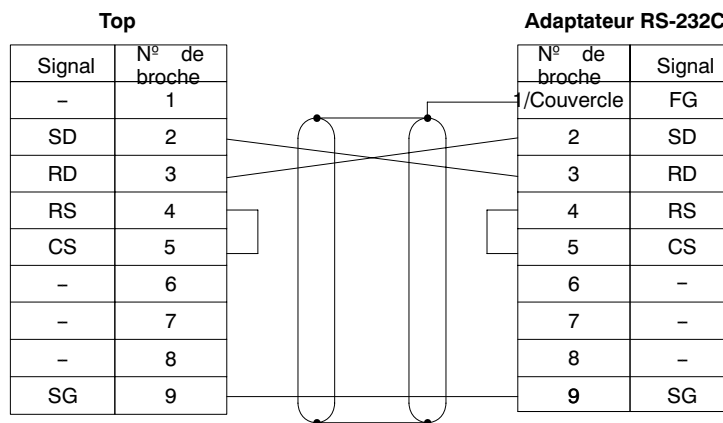 Top Adaptateur RS-232C
Signal Nº de broche Nº de broche Signal
– 1 1/Couvercle FG
SD 2 2 SD
RD 3 3 RD
RS 4 4 RS
CS 5 5 CS
– 6 6 –
– 7 7 –
– 8 8 –
SG 9 9 SG